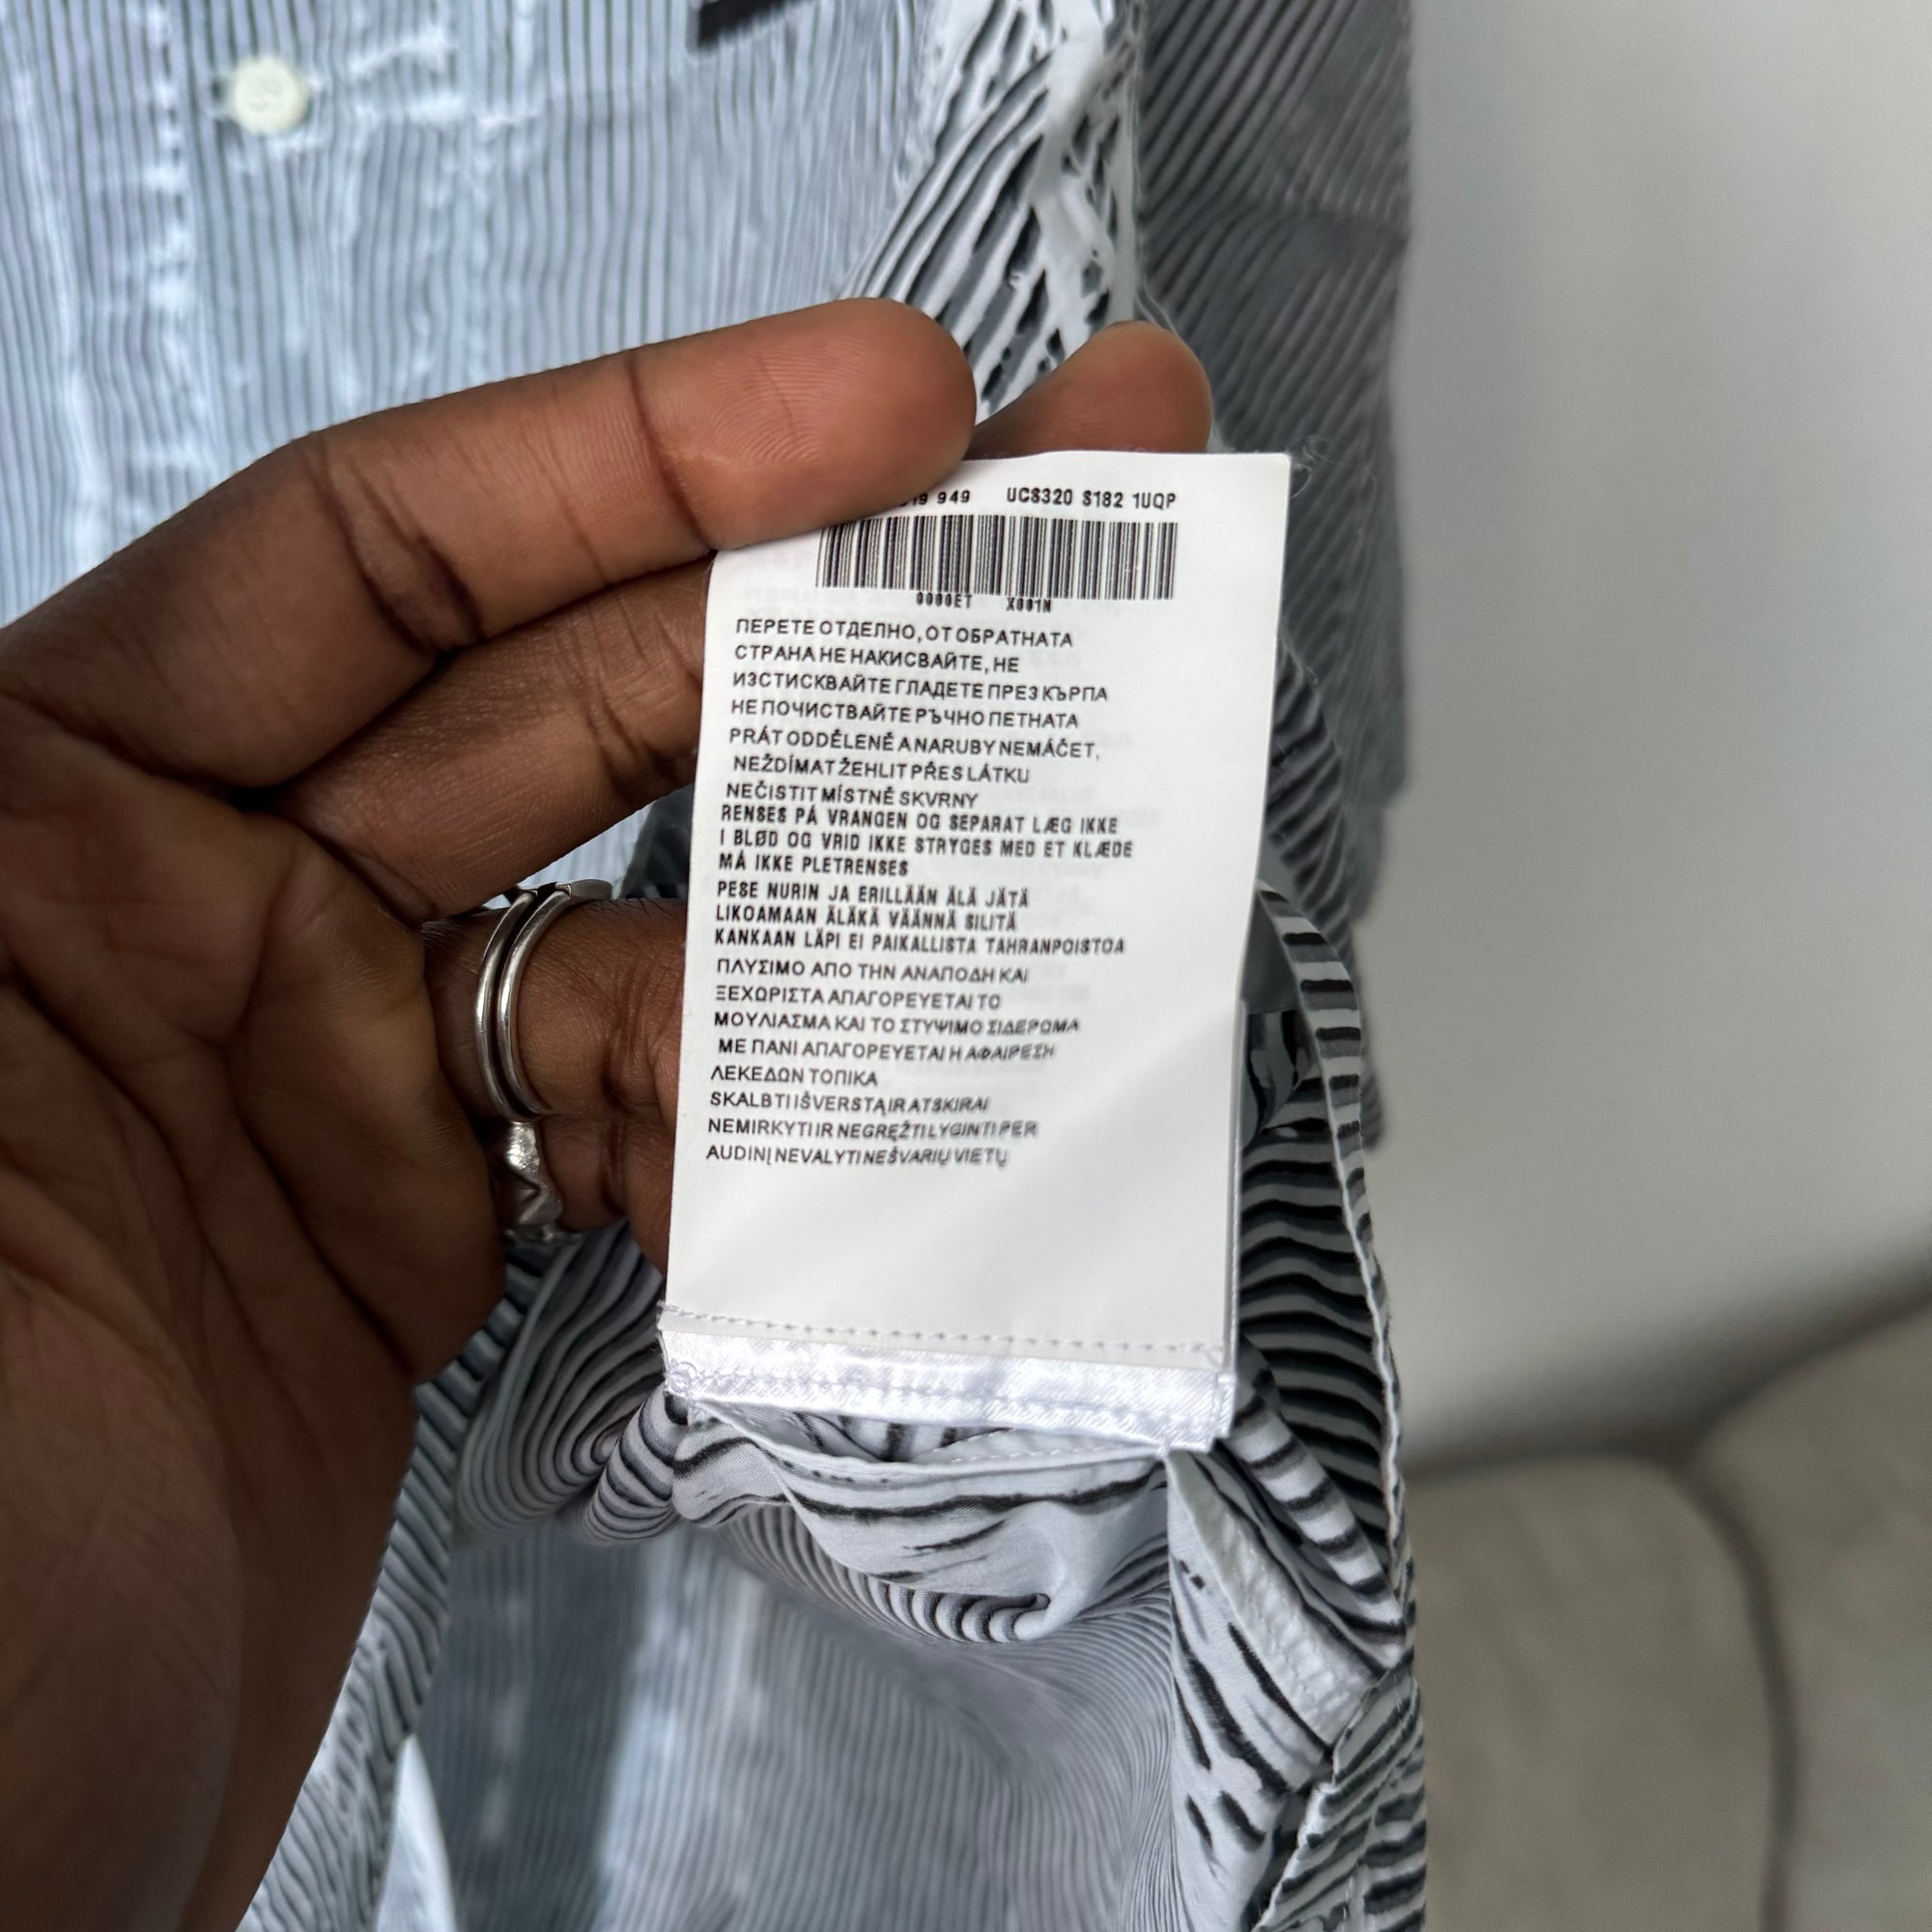 949 UCS320 S182 1UQP
0000ET X001N
ПЕРЕТЕ ОТДЕЛНО, ОТ ОБРАТНАТА
СТРАНА НЕ НАКИСВАЙТЕ, НЕ
ИЗСТИСКВАЙТЕ ГЛАДЕТЕ ПРЕЗ КЪРПА
НЕ ПОЧИСТВАЙТЕ РЪЧНО ПЕТНАТА
PRÁT ODDĚLENĚ A NARUBY NEMÁČET,
NEŽDÍMAT ŽEHLIT PŘES LÁTKU
NEČISTIT MÍSTNĚ SKVRNY
RENSES PÅ VRANGEN OG SEPARAT LÆG IKKE
I BLØD OG VRID IKKE STRYGES MED ET KLÆDE
MÅ IKKE PLETRENSES
PESE NURIN JA ERILLÄÄN ÄLÄ JÄTÄ
LIKOAMAAN ÄLÄKÄ VÄÄNNÄ SILITÄ
KANKAAN LÄPI EI PAIKALLISTA TAHRANPOISTOA
ΠΛΥΣΙΜΟ ΑΠΟ ΤΗΝ ΑΝΑΠΟΔΗ ΚΑΙ
ΞΕΧΩΡΙΣΤΑ ΑΠΑΓΟΡΕΥΕΤΑΙ ΤΟ
ΜΟΥΛΙΑΣΜΑ ΚΑΙ ΤΟ ΣΤΥΨΙΜΟ ΣΙΔΕΡΩΜΑ
ΜΕ ΠΑΝΙ ΑΠΑΓΟΡΕΥΕΤΑΙ Η ΑΦΑΙΡΕΣΗ
ΛΕΚΕΔΩΝ ΤΟΠΙΚΑ
SKALBTI IŠVERSTĄ IR ATSKIRAI
NEMIRKYTI IR NEGRĘŽTI LYGINTI PER
AUDINĮ NEVALYTI NEŠVARIŲ VIETŲ